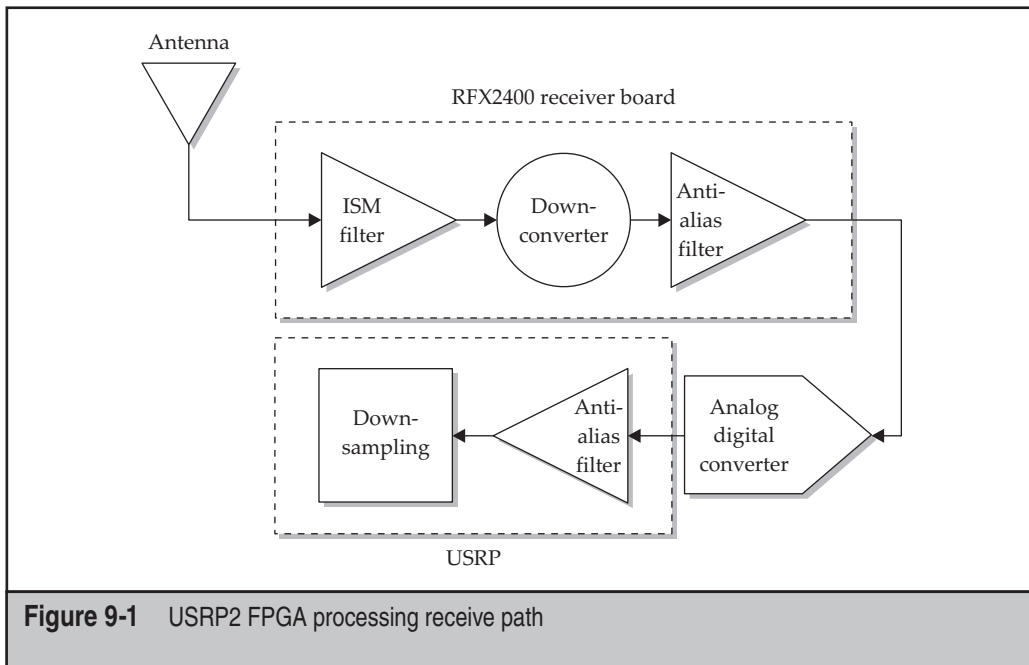 Antenna
RFX2400 receiver board
ISM
filter
Down-
converter
Anti-
alias
filter
Down-
sampling
Anti-
alias
filter
Analog
digital
converter
USRP
Figure 9-1 USRP2 FPGA processing receive path